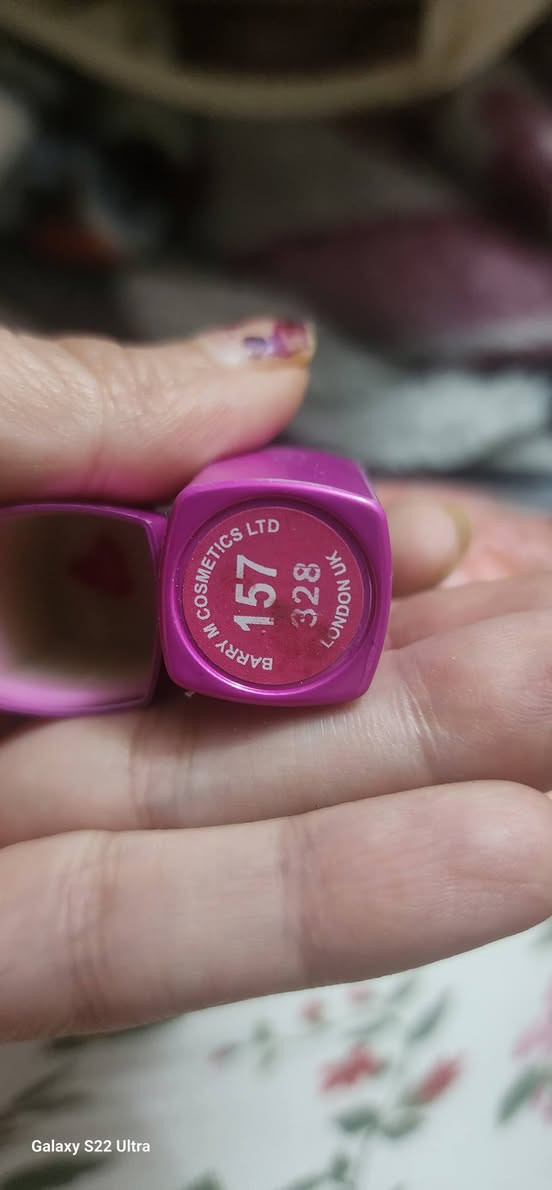 BARRY M COSMETICS LTD
157
328
LONDON UK
Galaxy S22 Ultra